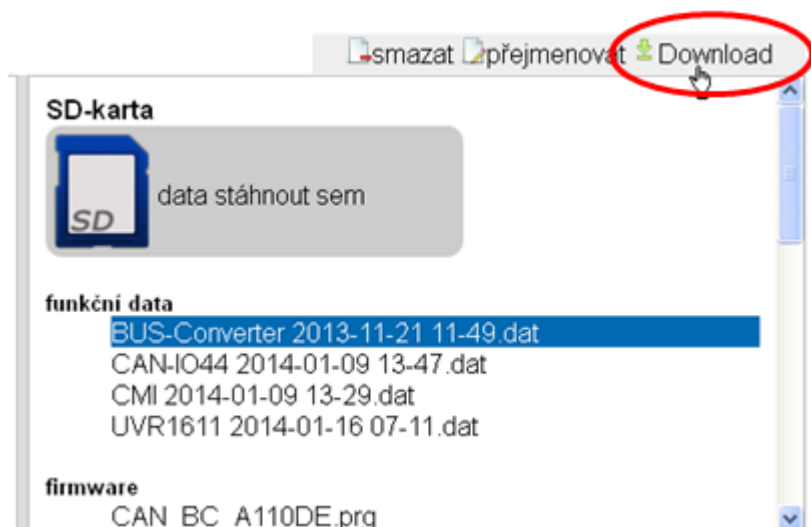 smazat přejmenovat Download
SD-karta
SD
data stáhnout sem
funkční data
BUS-Converter 2013-11-21 11-49.dat
CAN-IO44 2014-01-09 13-47.dat
CMI 2014-01-09 13-29.dat
UVR1611 2014-01-16 07-11.dat
firmware
CAN_BC_A110DE.prg